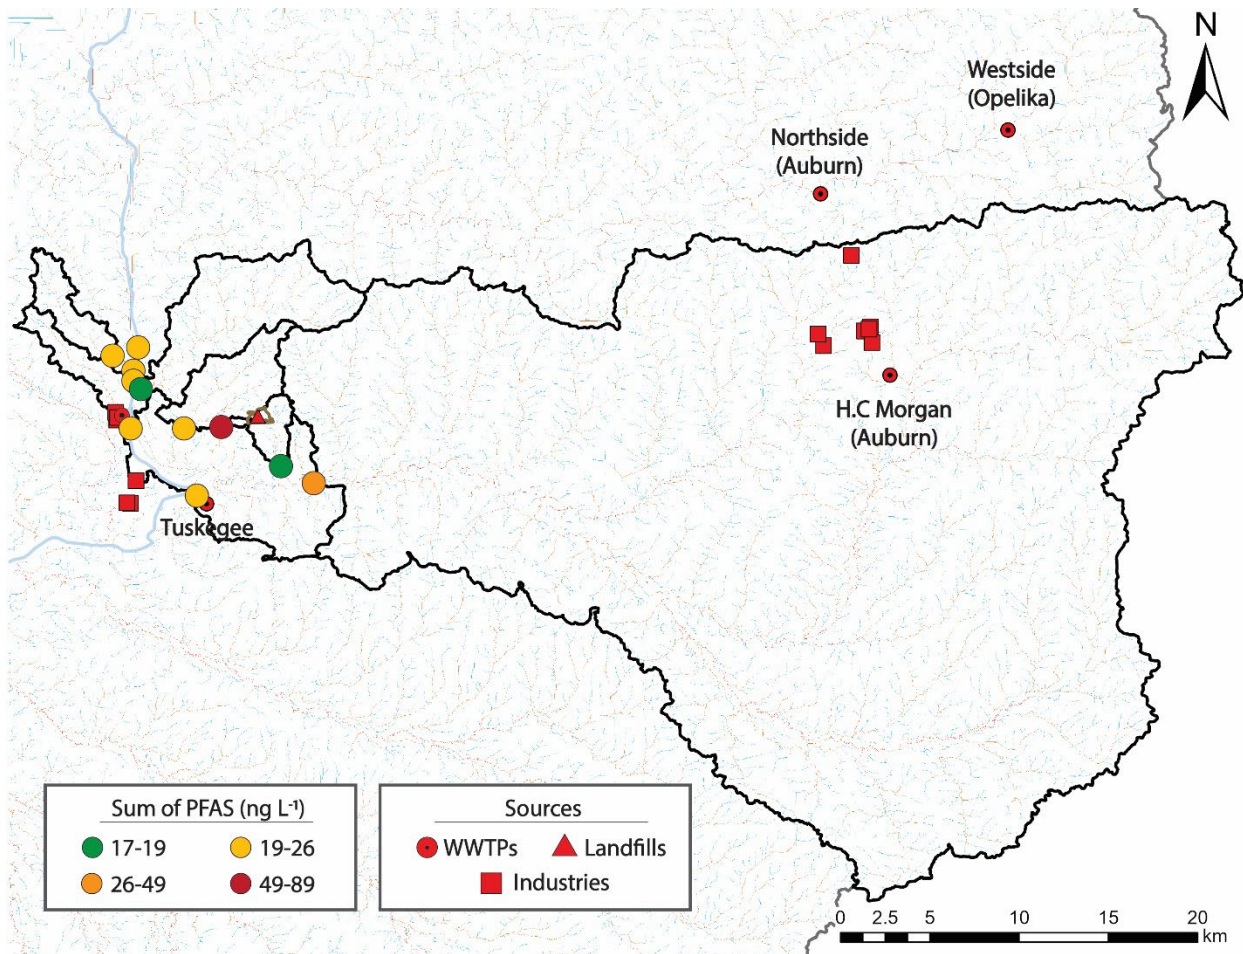 N
Westside
(Opelika)
Northside
(Auburn)
H.C Morgan
(Auburn)
Tuskegee
Sum of PFAS (ng L⁻¹)
17-19
19-26
26-49
49-89
Sources
WWTPs
Landfills
Industries
0 2.5 5 10 15 20
km